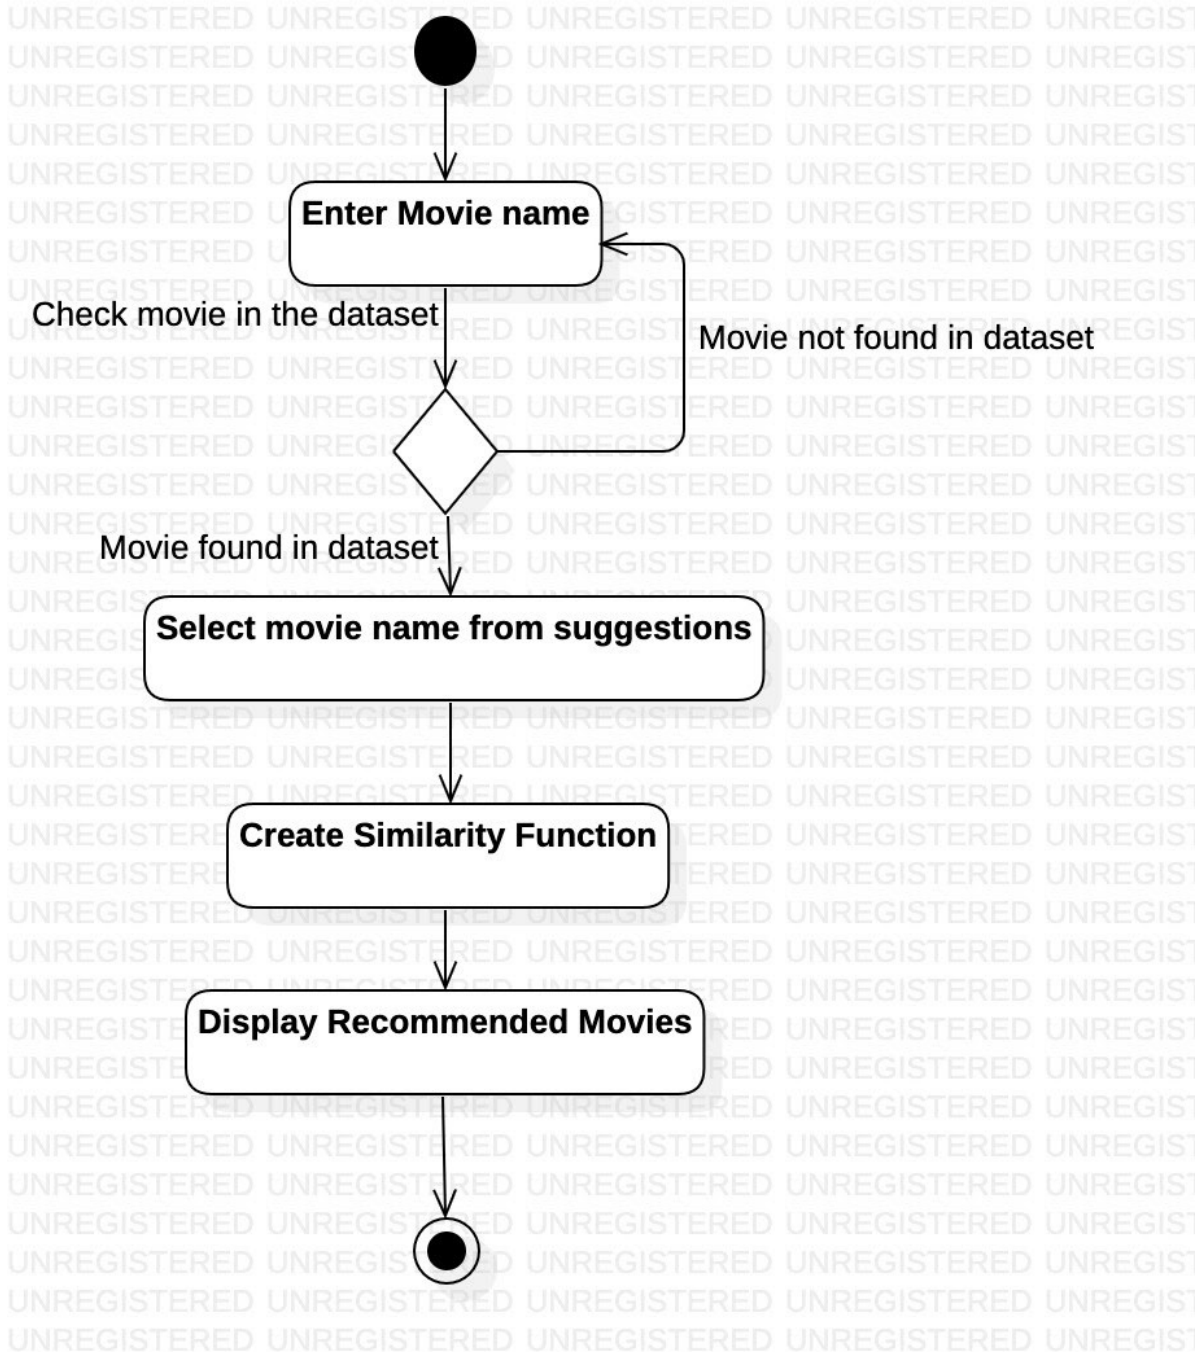 Enter Movie name
Check movie in the dataset
Movie not found in dataset
Movie found in dataset
Select movie name from suggestions
Create Similarity Function
Display Recommended Movies
UNREGISTERED